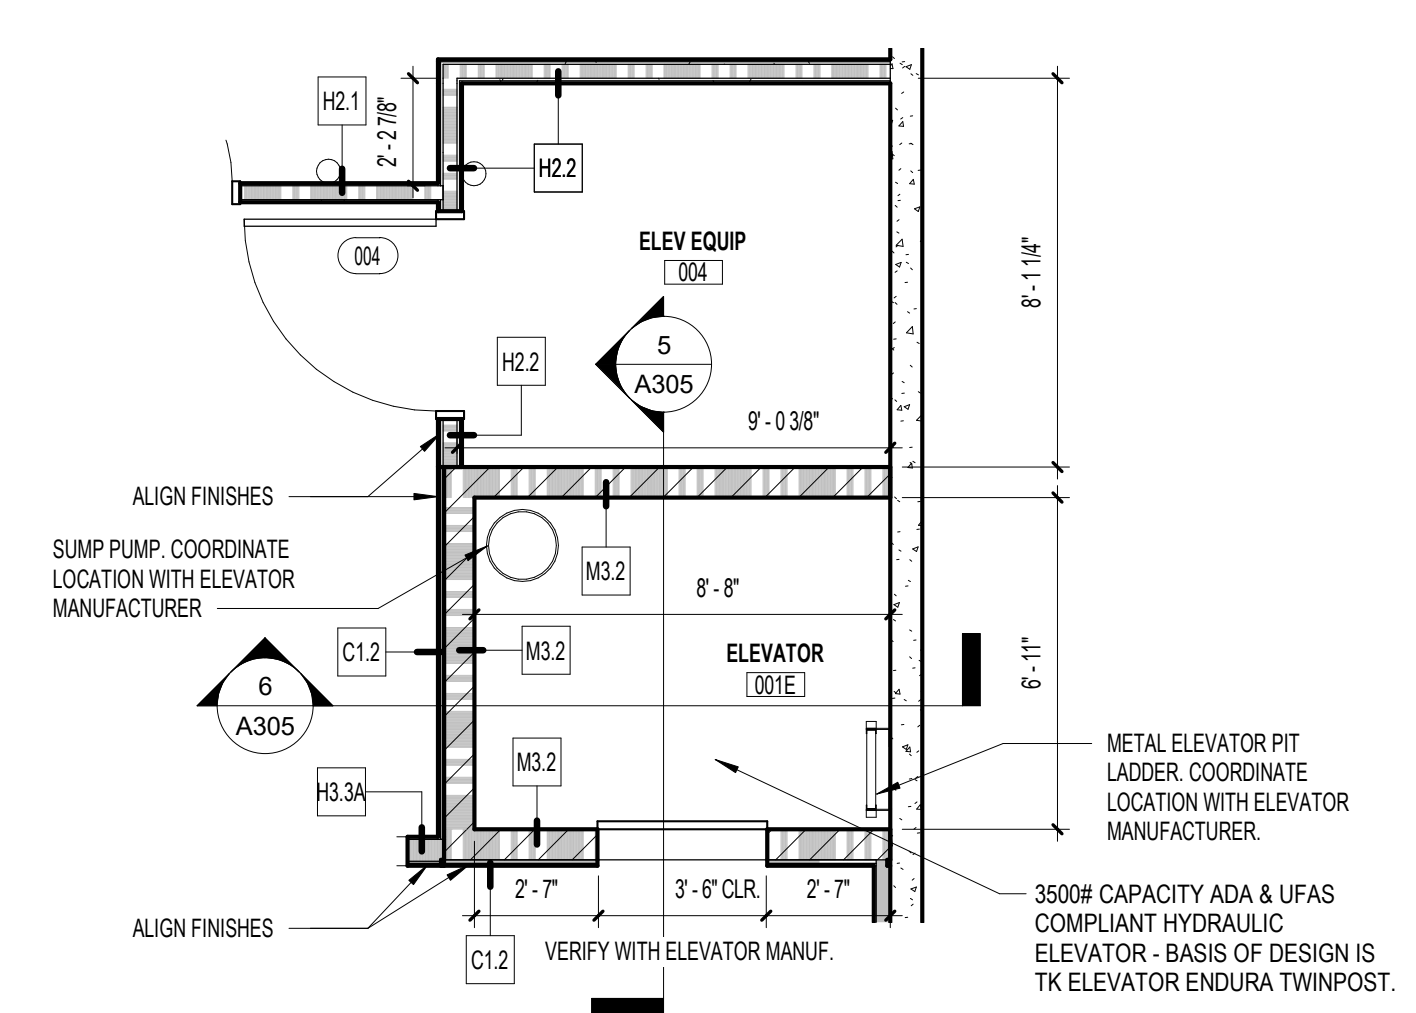 H2.1
2' - 2 7/8"
H2.2
004
ELEV EQUIP
004
8' - 1 1/4"
H2.2
5
A305
9' - 0 3/8"
ALIGN FINISHES
SUMP PUMP. COORDINATE
LOCATION WITH ELEVATOR
MANUFACTURER
M3.2
8' - 8"
C1.2
M3.2
ELEVATOR
001E
6' - 11"
6
A305
METAL ELEVATOR PIT
LADDER. COORDINATE
LOCATION WITH ELEVATOR
MANUFACTURER.
M3.2
H3.3A
2' - 7"
3' - 6" CLR.
2' - 7"
3500# CAPACITY ADA & UFAS
COMPLIANT HYDRAULIC
ELEVATOR - BASIS OF DESIGN IS
TK ELEVATOR ENDURA TWINPOST.
ALIGN FINISHES
C1.2
VERIFY WITH ELEVATOR MANUF.